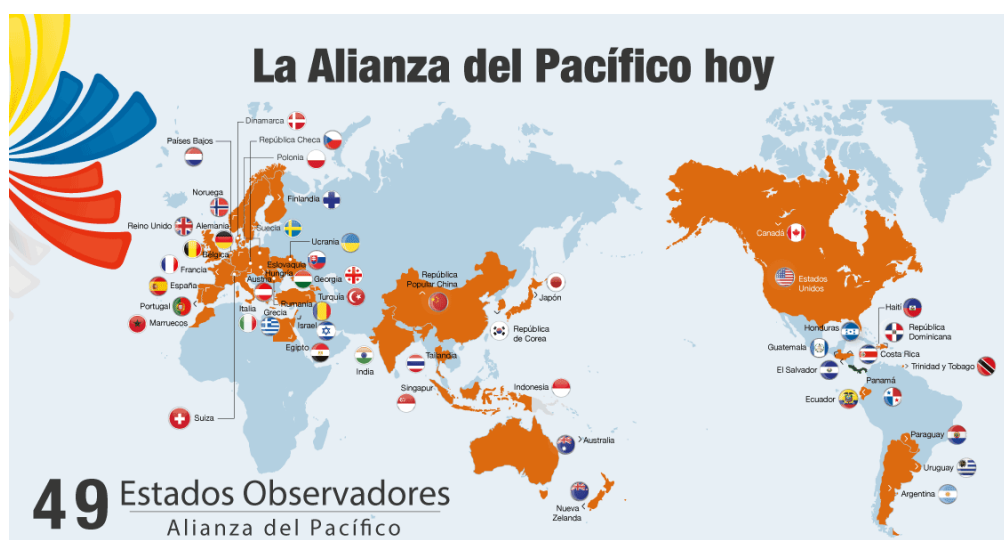 La Alianza del Pacífico hoy
Dinamarca
Países Bajos
República Checa
Polonia
Noruega
Finlandia
Reino Unido
Alemania
Suecia
Ucrania
Belgica
Eslovaquia
Francia
Hungria
Georgia
España
Austria
Portugal
Rumania
Turquía
Marruecos
Italia
Grecia
Israel
Egipto
Suiza
República
Popular China
Japón
República
de Corea
India
Tailandia
Singapur
Indonesia
Australia
Nueva
Zelanda
Canadá
Estados
Unidos
Haití
Honduras
República
Dominicana
Guatemala
Costa Rica
El Salvador
Trinidad y Tobago
Panamá
Ecuador
Paraguay
Uruguay
Argentina
49 Estados Observadores
Alianza del Pacífico